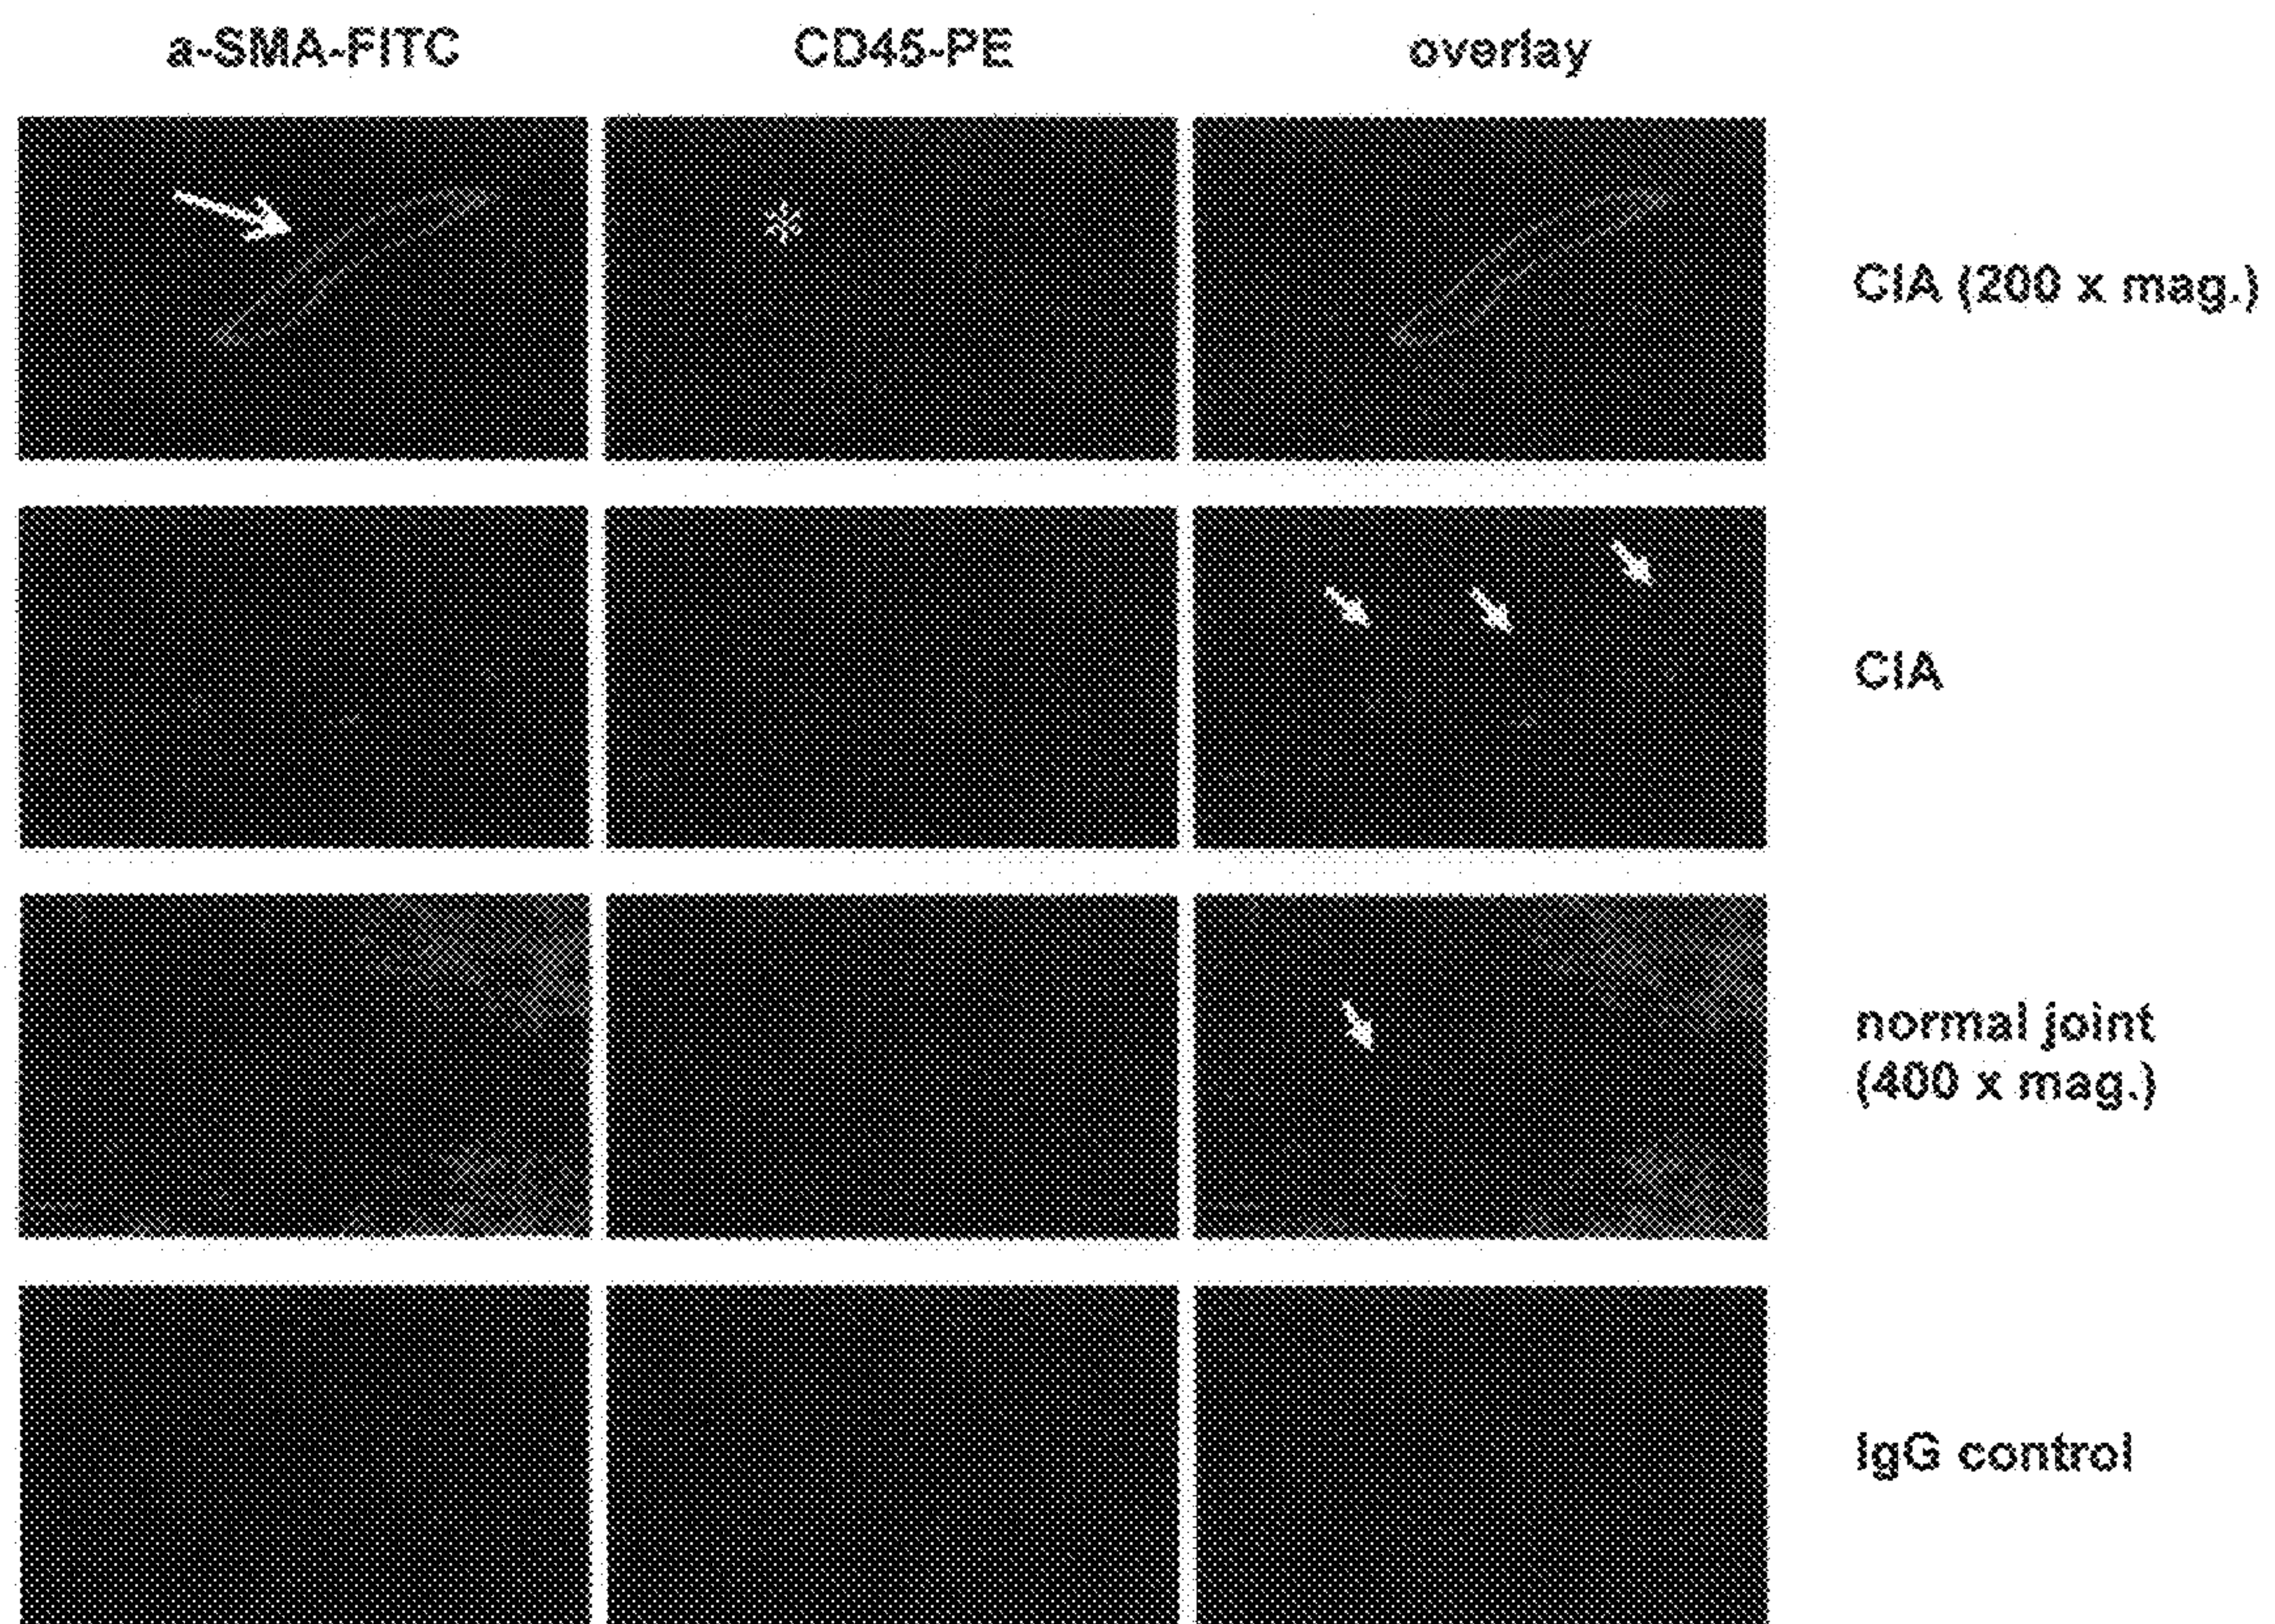 a-SMA-FITC
CD45-PE
overlay
CIA (200 x mag.)
CIA
normal joint
(400 x mag.)
IgG control